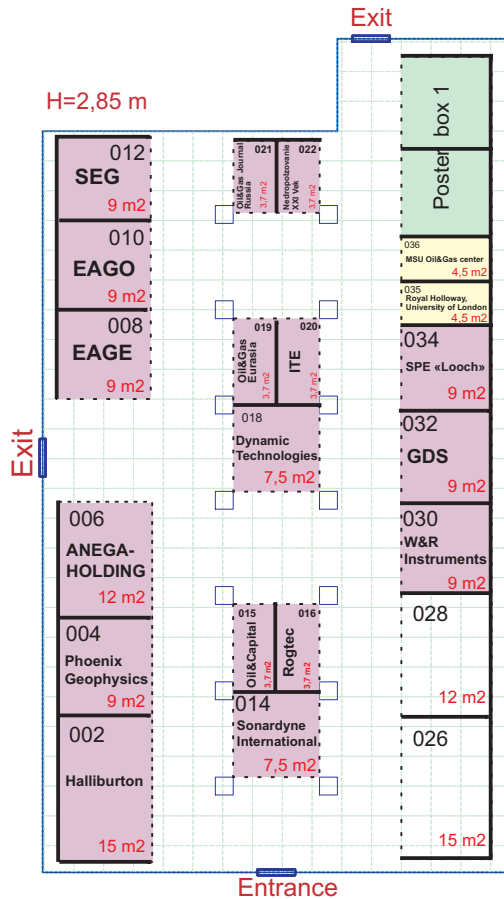 Exit
H=2,85 m
012
SEG
9 m2
010
EAGO
9 m2
008
EAGE
9 m2
Exit
006
ANEGA-
HOLDING
12 m2
004
Phoenix
Geophysics
9 m2
002
Halliburton
15 m2
021
Oil&Gas Journal
Russia
3,7 m2
022
Nedropolzovanie
XXI Vek
3,7 m2
019
Oil&Gas
Eurasia
3,7 m2
020
ITE
3,7 m2
018
Dynamic
Technologies
7,5 m2
015
Oil&Capital
3,7 m2
016
Rogtec
3,7 m2
014
Sonardyne
International
7,5 m2
Poster box 1
036
MSU Oil&Gas center
4,5 m2
035
Royal Holloway,
University of London
4,5 m2
034
SPE «Looch»
9 m2
032
GDS
9 m2
030
W&R
Instruments
9 m2
028
12 m2
026
15 m2
Entrance